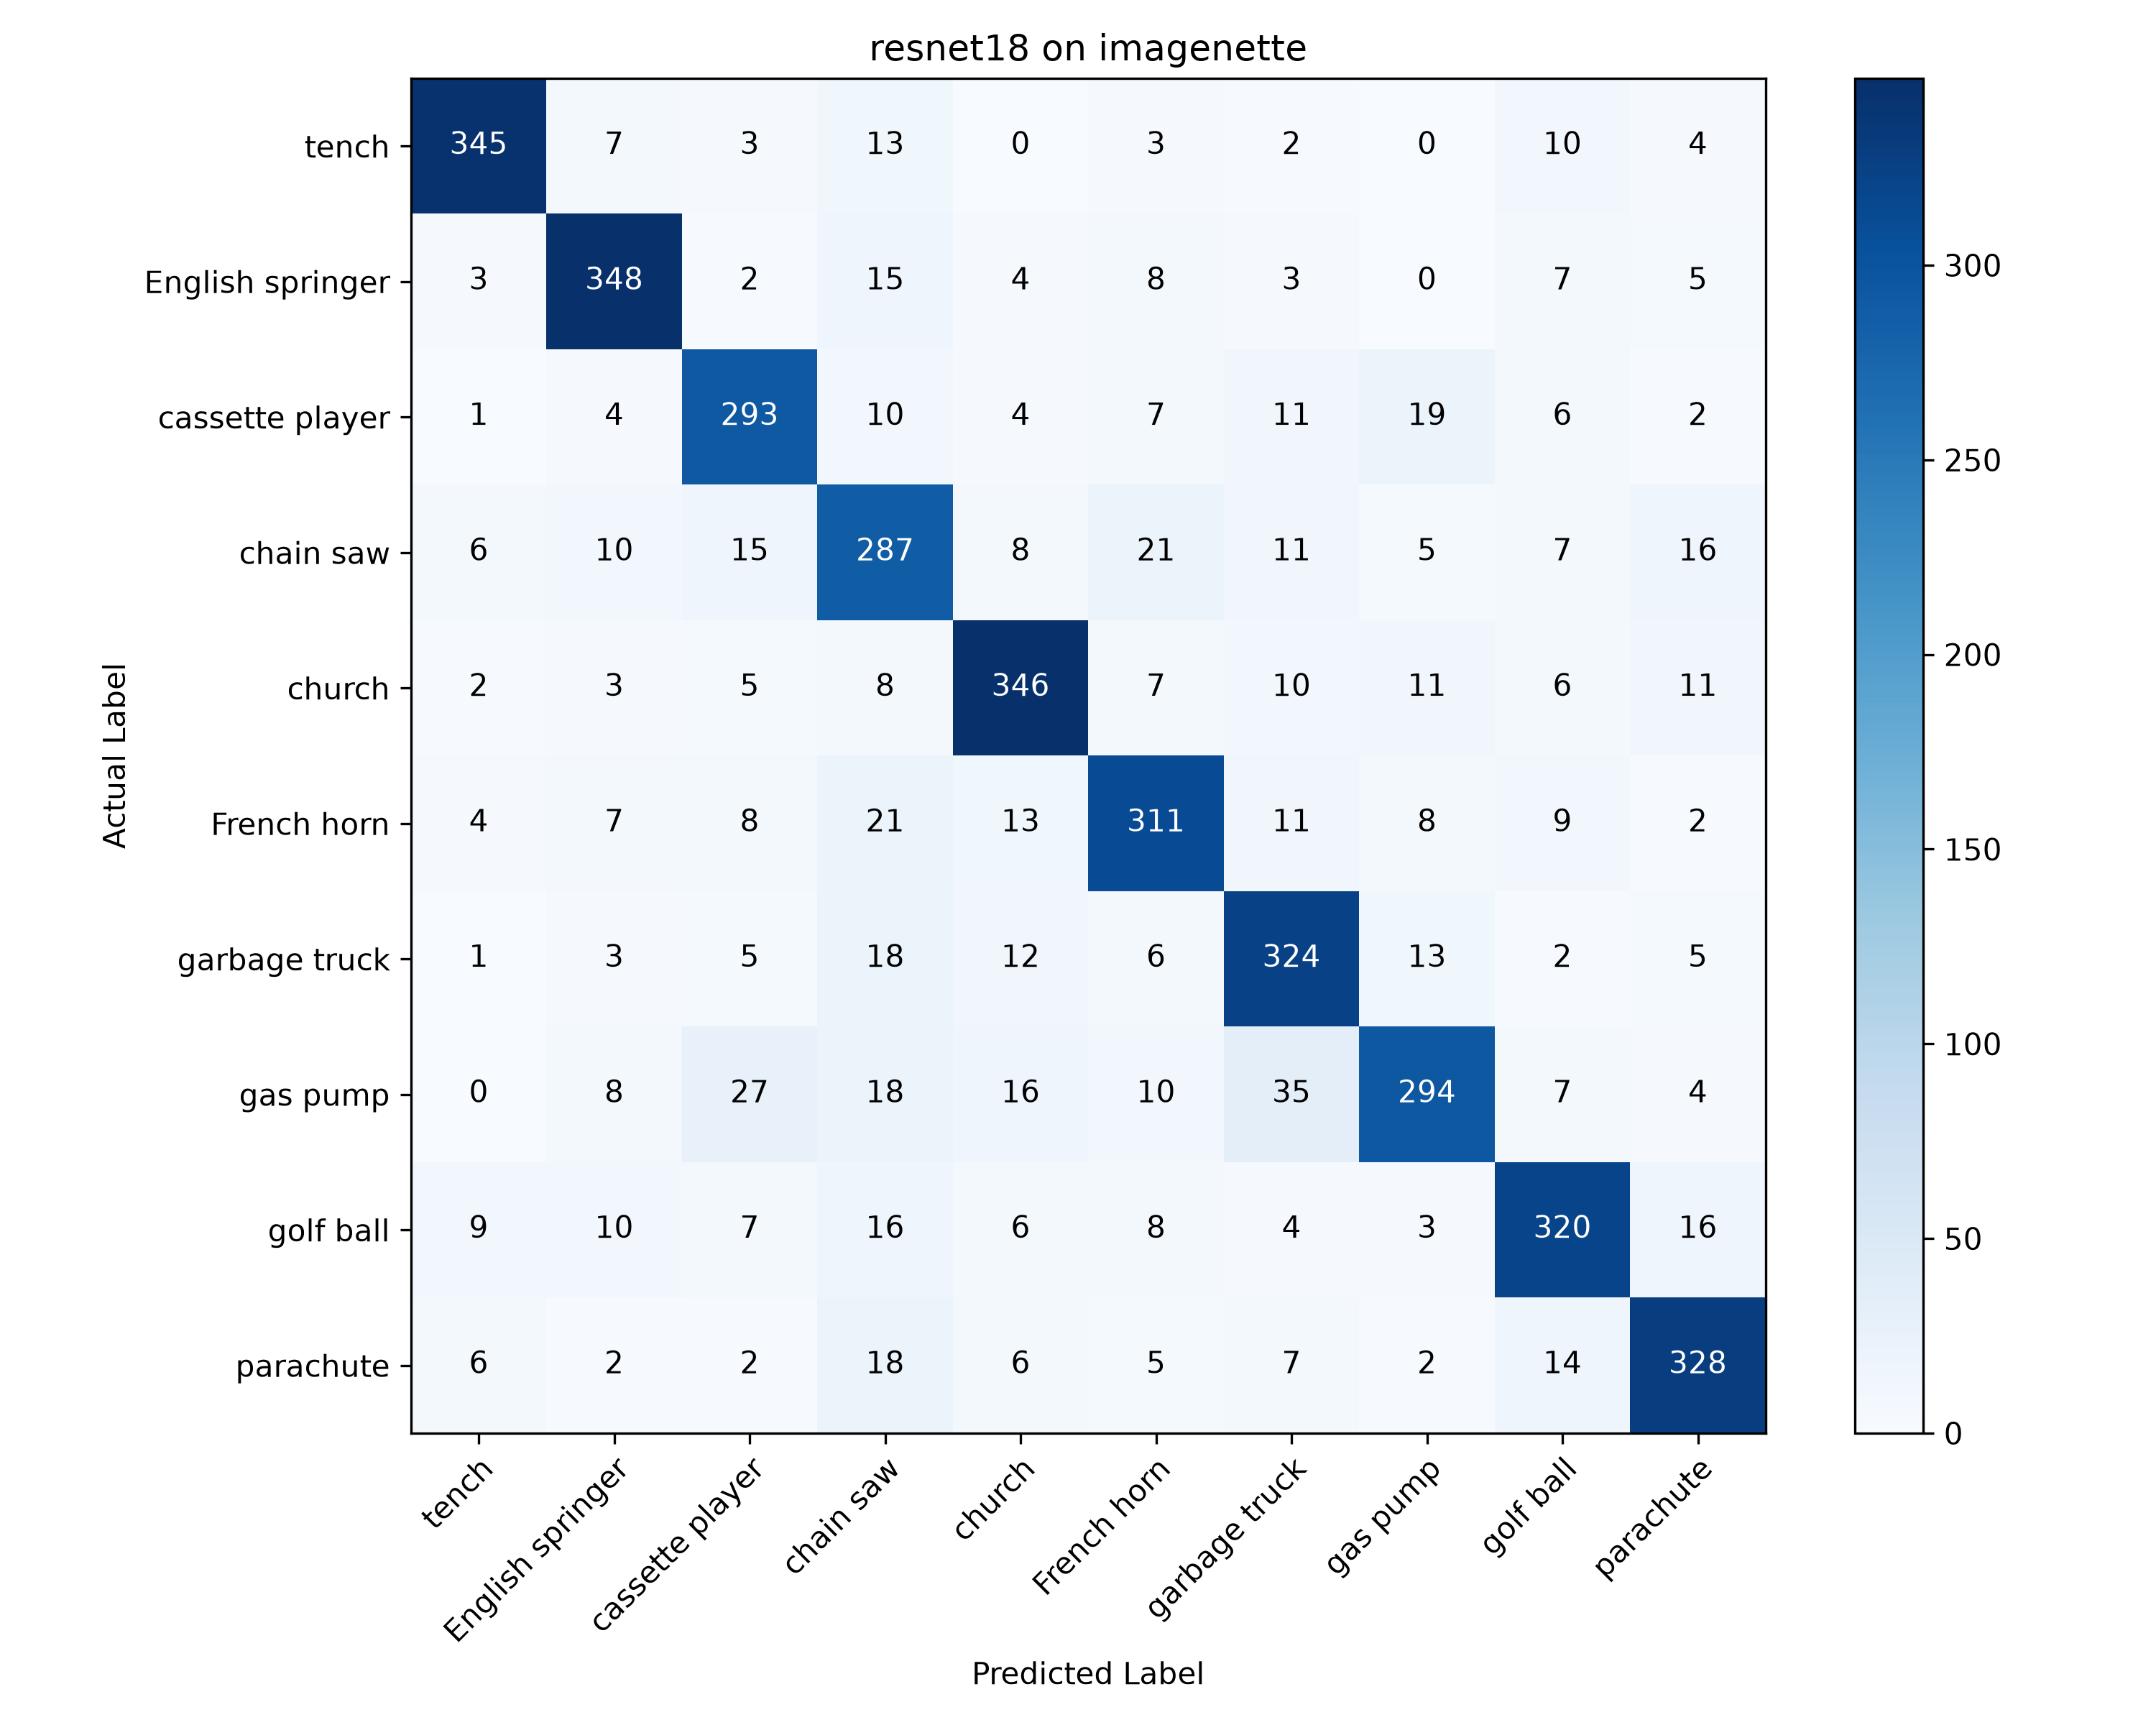 resnet18 on imagenette
tench 345 7 3 13 0 3 2 0 10 4
English springer 3 348 2 15 4 8 3 0 7 5
cassette player 1 4 293 10 4 7 11 19 6 2
chain saw 6 10 15 287 8 21 11 5 7 16
church 2 3 5 8 346 7 10 11 6 11
French horn 4 7 8 21 13 311 11 8 9 2
garbage truck 1 3 5 18 12 6 324 13 2 5
gas pump 0 8 27 18 16 10 35 294 7 4
golf ball 9 10 7 16 6 8 4 3 320 16
parachute 6 2 2 18 6 5 7 2 14 328
Actual Label
tench
English springer
cassette player
chain saw
church
French horn
garbage truck
gas pump
golf ball
parachute
Predicted Label
300
250
200
150
100
50
0